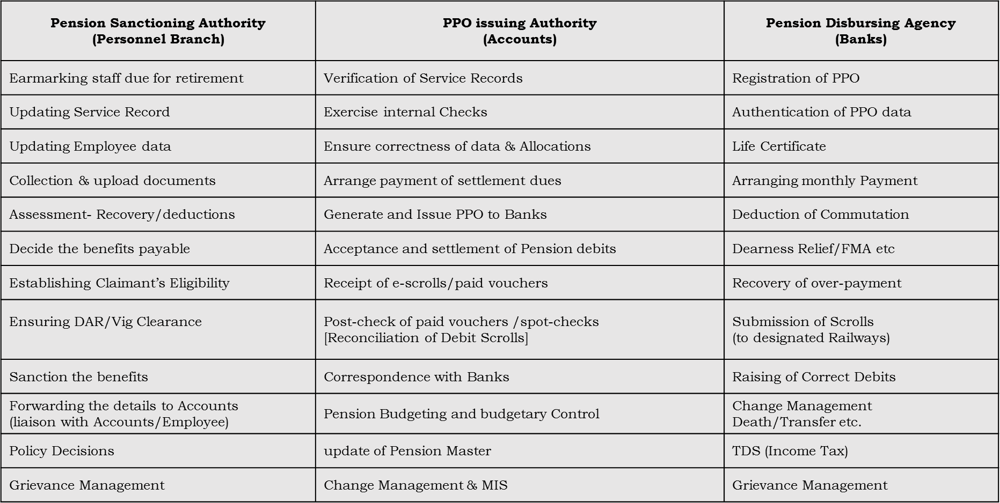 Pension Sanctioning Authority
(Personnel Branch)
PPO issuing Authority
(Accounts)
Pension Disbursing Agency
(Banks)
Earmarking staff due for retirement
Verification of Service Records
Registration of PPO
Updating Service Record
Exercise internal Checks
Authentication of PPO data
Updating Employee data
Ensure correctness of data & Allocations
Life Certificate
Collection & upload documents
Arrange payment of settlement dues
Arranging monthly Payment
Assessment- Recovery/deductions
Generate and Issue PPO to Banks
Deduction of Commutation
Decide the benefits payable
Acceptance and settlement of Pension debits
Dearness Relief/FMA etc
Establishing Claimant’s Eligibility
Receipt of e-scrolls/paid vouchers
Recovery of over-payment
Ensuring DAR/Vig Clearance
Post-check of paid vouchers /spot-checks
[Reconciliation of Debit Scrolls]
Submission of Scrolls
(to designated Railways)
Sanction the benefits
Correspondence with Banks
Raising of Correct Debits
Forwarding the details to Accounts
(liaison with Accounts/Employee)
Pension Budgeting and budgetary Control
Change Management
Death/Transfer etc.
Policy Decisions
update of Pension Master
TDS (Income Tax)
Grievance Management
Change Management & MIS
Grievance Management